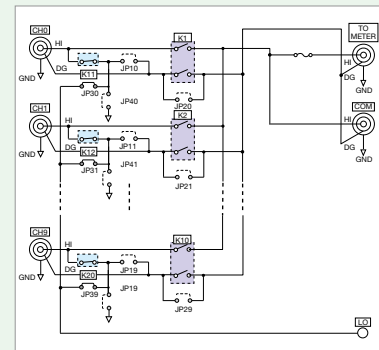 CH0
HI
DG
GND
K11
JP30
JP10
JP40
K1
JP20
TO
METER
HI
DG
GND
COM
HI
DG
GND
CH1
HI
DG
GND
K12
JP31
JP11
JP41
K2
JP21
CH9
HI
DG
GND
K20
JP39
JP19
JP19
K10
JP29
LO